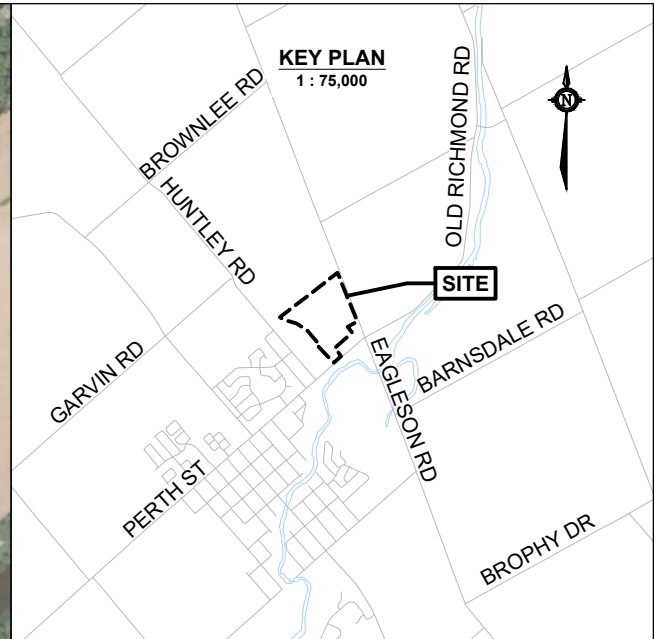 KEY PLAN
1 : 75,000
BROWNLEE RD
OLD RICHMOND RD
N
HUNTLEY RD
SITE
GARVIN RD
EAGLESON RD
BARNSDALE RD
PERTH ST
BROPHY DR